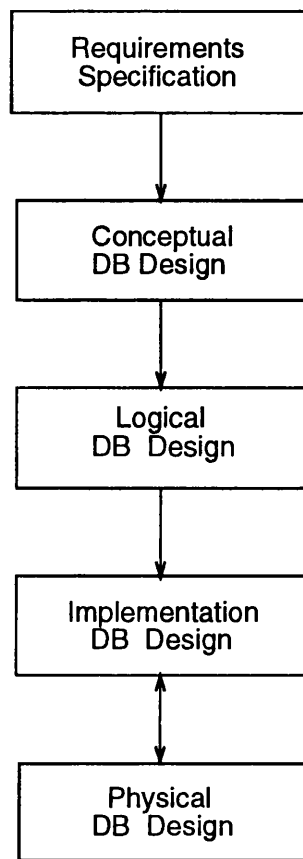 Requirements
Specification
Conceptual
DB Design
Logical
DB Design
Implementation
DB Design
Physical
DB Design